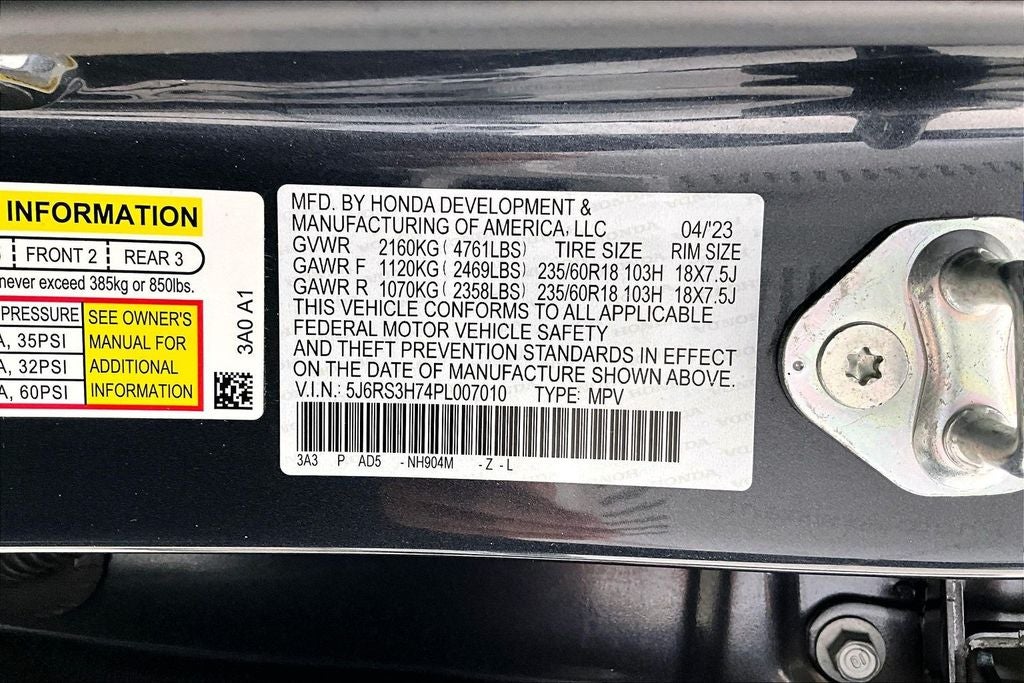 INFORMATION
FRONT 2 REAR 3
never exceed 385kg or 850lbs.
PRESSURE
A, 35PSI
A, 32PSI
A, 60PSI
SEE OWNER'S
MANUAL FOR
ADDITIONAL
INFORMATION
3A0 A1
MFD. BY HONDA DEVELOPMENT &
MANUFACTURING OF AMERICA, LLC 04/'23
GVWR 2160KG ( 4761LBS) TIRE SIZE RIM SIZE
GAWR F 1120KG ( 2469LBS) 235/60R18 103H 18X7.5J
GAWR R 1070KG ( 2358LBS) 235/60R18 103H 18X7.5J
THIS VEHICLE CONFORMS TO ALL APPLICABLE
FEDERAL MOTOR VEHICLE SAFETY
AND THEFT PREVENTION STANDARDS IN EFFECT
ON THE DATE OF MANUFACTURE SHOWN ABOVE.
V.I.N.: 5J6RS3H74PL007010 TYPE: MPV
3A3 P AD5 -NH904M -Z -L